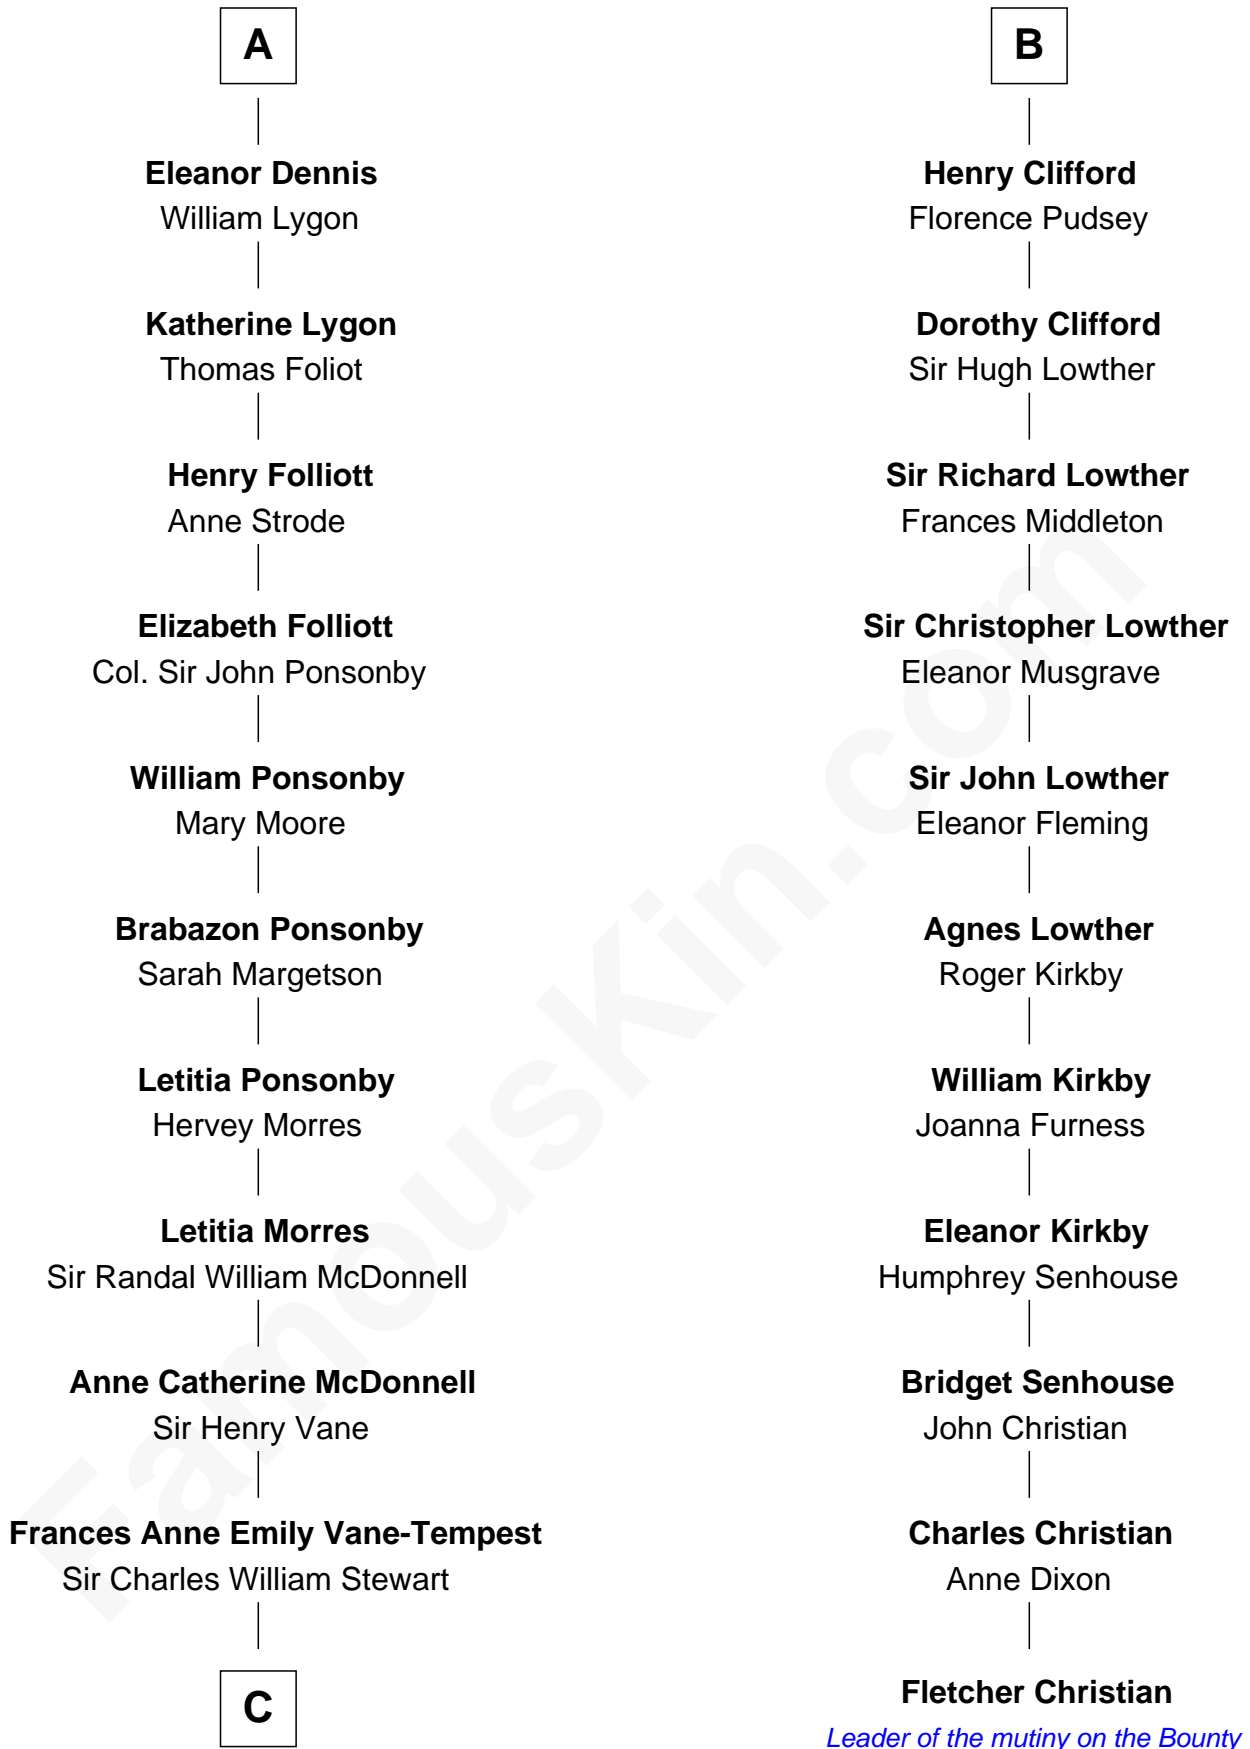 A
Eleanor Dennis
William Lygon
Katherine Lygon
Thomas Foliot
Henry Folliott
Anne Strode
Elizabeth Folliott
Col. Sir John Ponsonby
William Ponsonby
Mary Moore
Brabazon Ponsonby
Sarah Margetson
Letitia Ponsonby
Hervey Morres
Letitia Morres
Sir Randal William McDonnell
Anne Catherine McDonnell
Sir Henry Vane
Frances Anne Emily Vane-Tempest
Sir Charles William Stewart
C
B
Henry Clifford
Florence Pudsey
Dorothy Clifford
Sir Hugh Lowther
Sir Richard Lowther
Frances Middleton
Sir Christopher Lowther
Eleanor Musgrave
Sir John Lowther
Eleanor Fleming
Agnes Lowther
Roger Kirkby
William Kirkby
Joanna Furness
Eleanor Kirkby
Humphrey Senhouse
Bridget Senhouse
John Christian
Charles Christian
Anne Dixon
Fletcher Christian
Leader of the mutiny on the Bounty
FamousKin.com